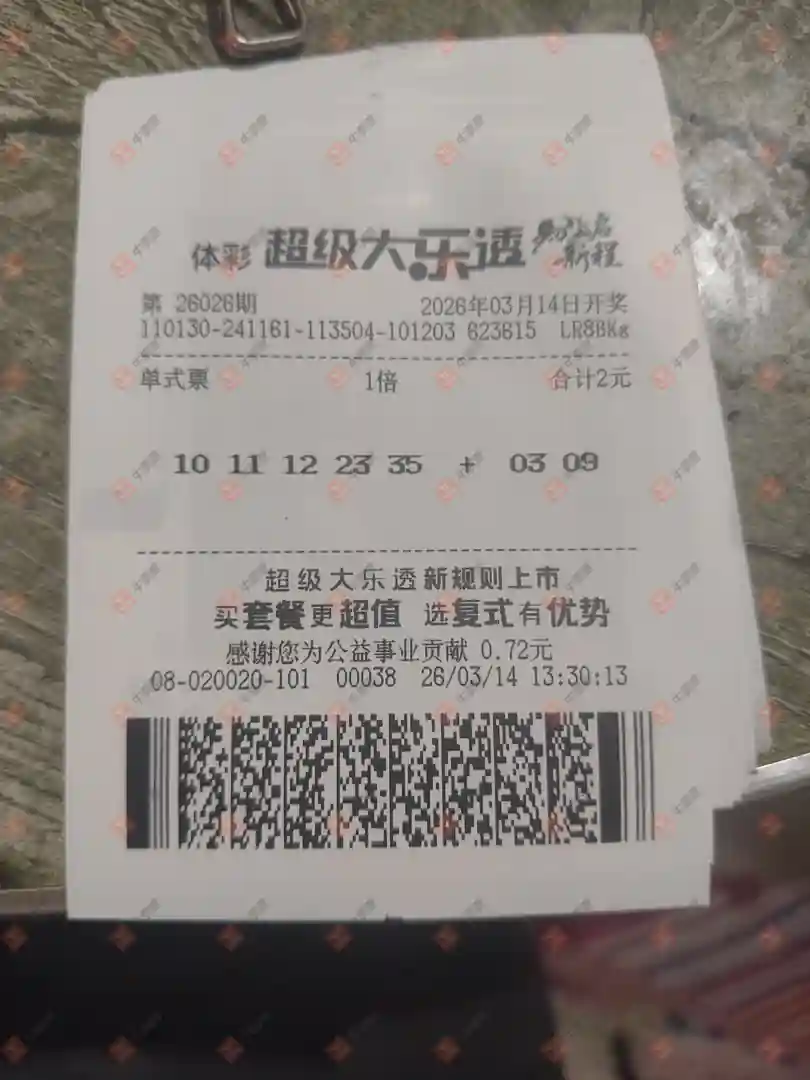 体彩 超级大乐透
第 26026期 2026年03月14日开奖
110130-241161-113504-101203 623615 LR8BKg
单式票 1倍 合计2元
10 11 12 23 35 + 03 09
超级大乐透新规则上市
买套餐更超值 选复式有优势
感谢您为公益事业贡献 0.72元
08-020020-101 00038 26/03/14 13:30:13